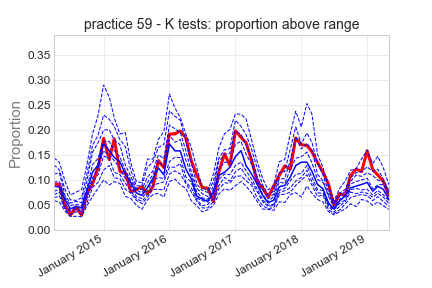 practice 59 - K tests: proportion above range
Proportion
0.35
0.30
0.25
0.20
0.15
0.10
0.05
0.00
January 2015
January 2016
January 2017
January 2018
January 2019